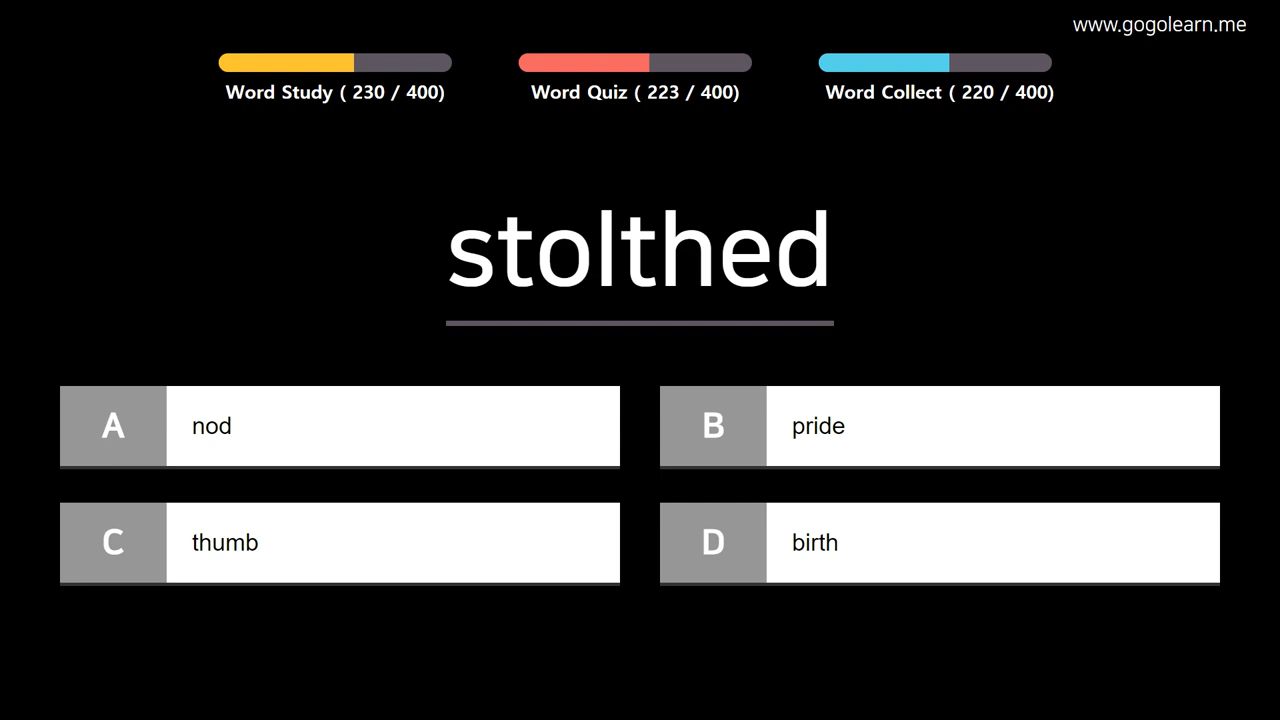 www.gogolearn.me
Word Study ( 230 / 400)
Word Quiz ( 223 / 400)
Word Collect ( 220 / 400)
stolthed
A nod
B pride
C thumb
D birth